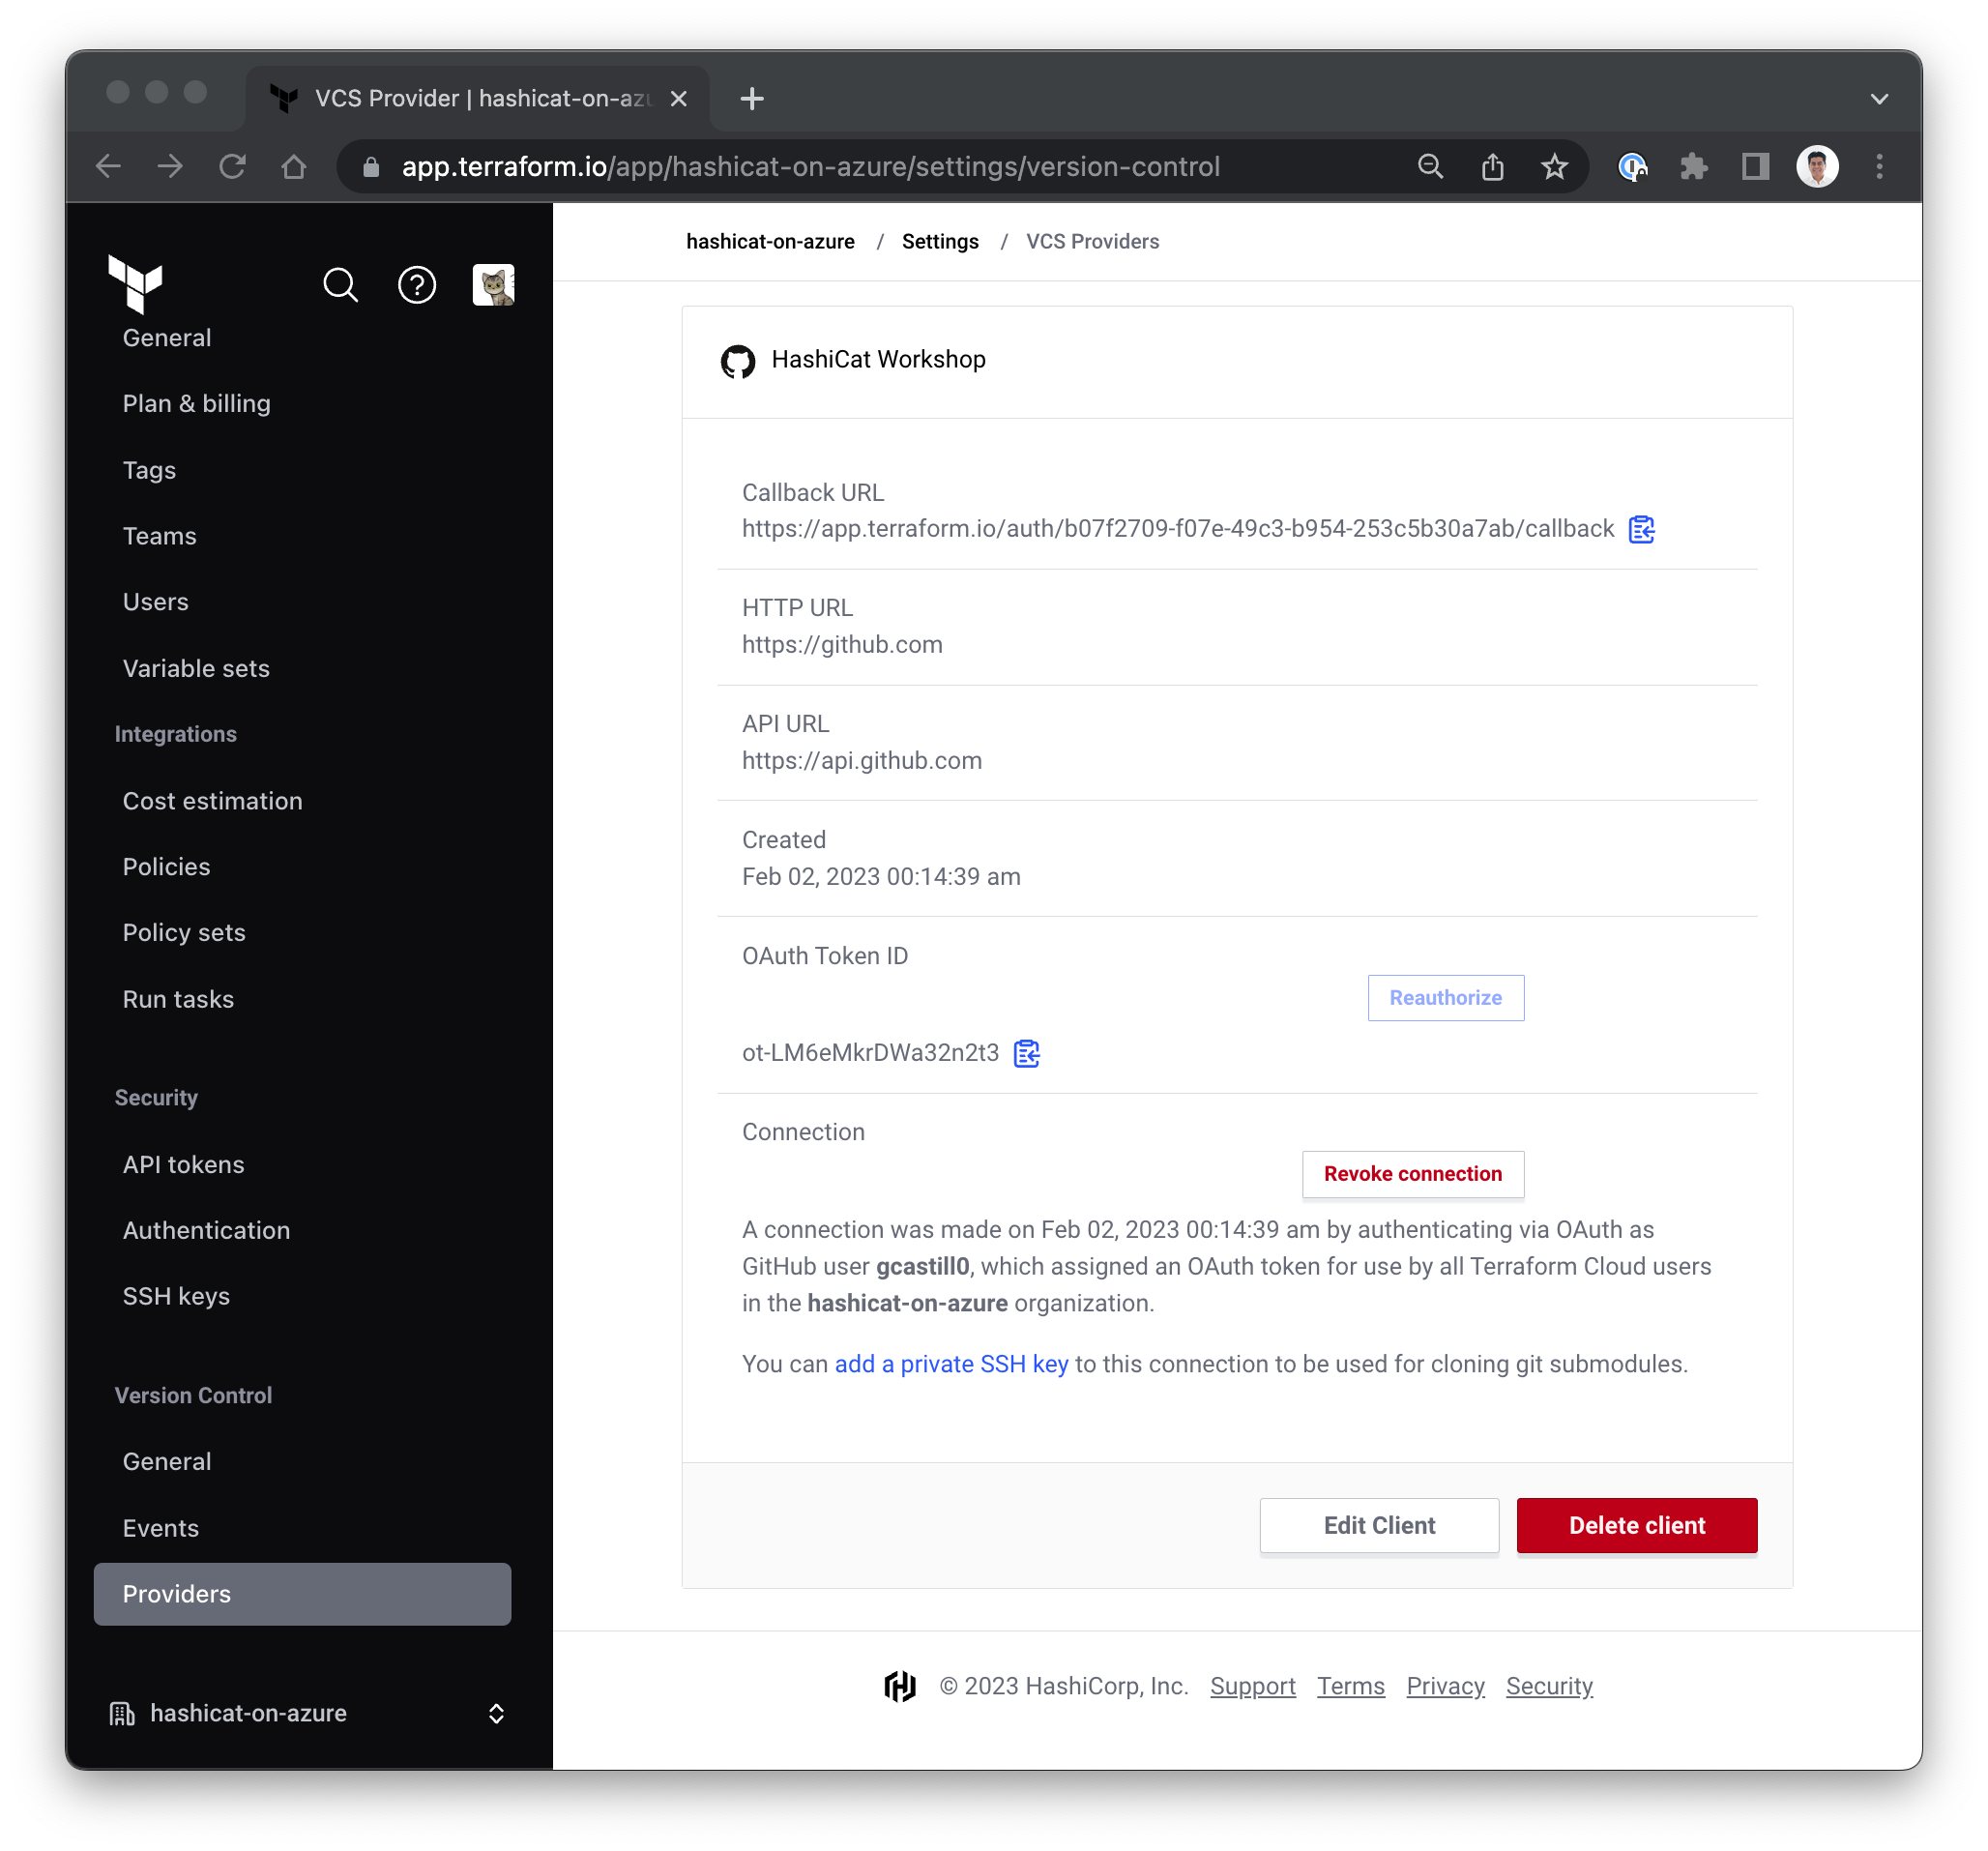 VCS Provider | hashicat-on-azu
app.terraform.io/app/hashicat-on-azure/settings/version-control
General
Plan & billing
Tags
Teams
Users
Variable sets
Integrations
Cost estimation
Policies
Policy sets
Run tasks
Security
API tokens
Authentication
SSH keys
Version Control
General
Events
Providers
hashicat-on-azure
hashicat-on-azure / Settings / VCS Providers
HashiCat Workshop
Callback URL
https://app.terraform.io/auth/b07f2709-f07e-49c3-b954-253c5b30a7ab/callback
HTTP URL
https://github.com
API URL
https://api.github.com
Created
Feb 02, 2023 00:14:39 am
OAuth Token ID
Reauthorize
ot-LM6eMkrDWa32n2t3
Connection
Revoke connection
A connection was made on Feb 02, 2023 00:14:39 am by authenticating via OAuth as
GitHub user gcastill0, which assigned an OAuth token for use by all Terraform Cloud users
in the hashicat-on-azure organization.
You can add a private SSH key to this connection to be used for cloning git submodules.
Edit Client
Delete client
© 2023 HashiCorp, Inc. Support Terms Privacy Security